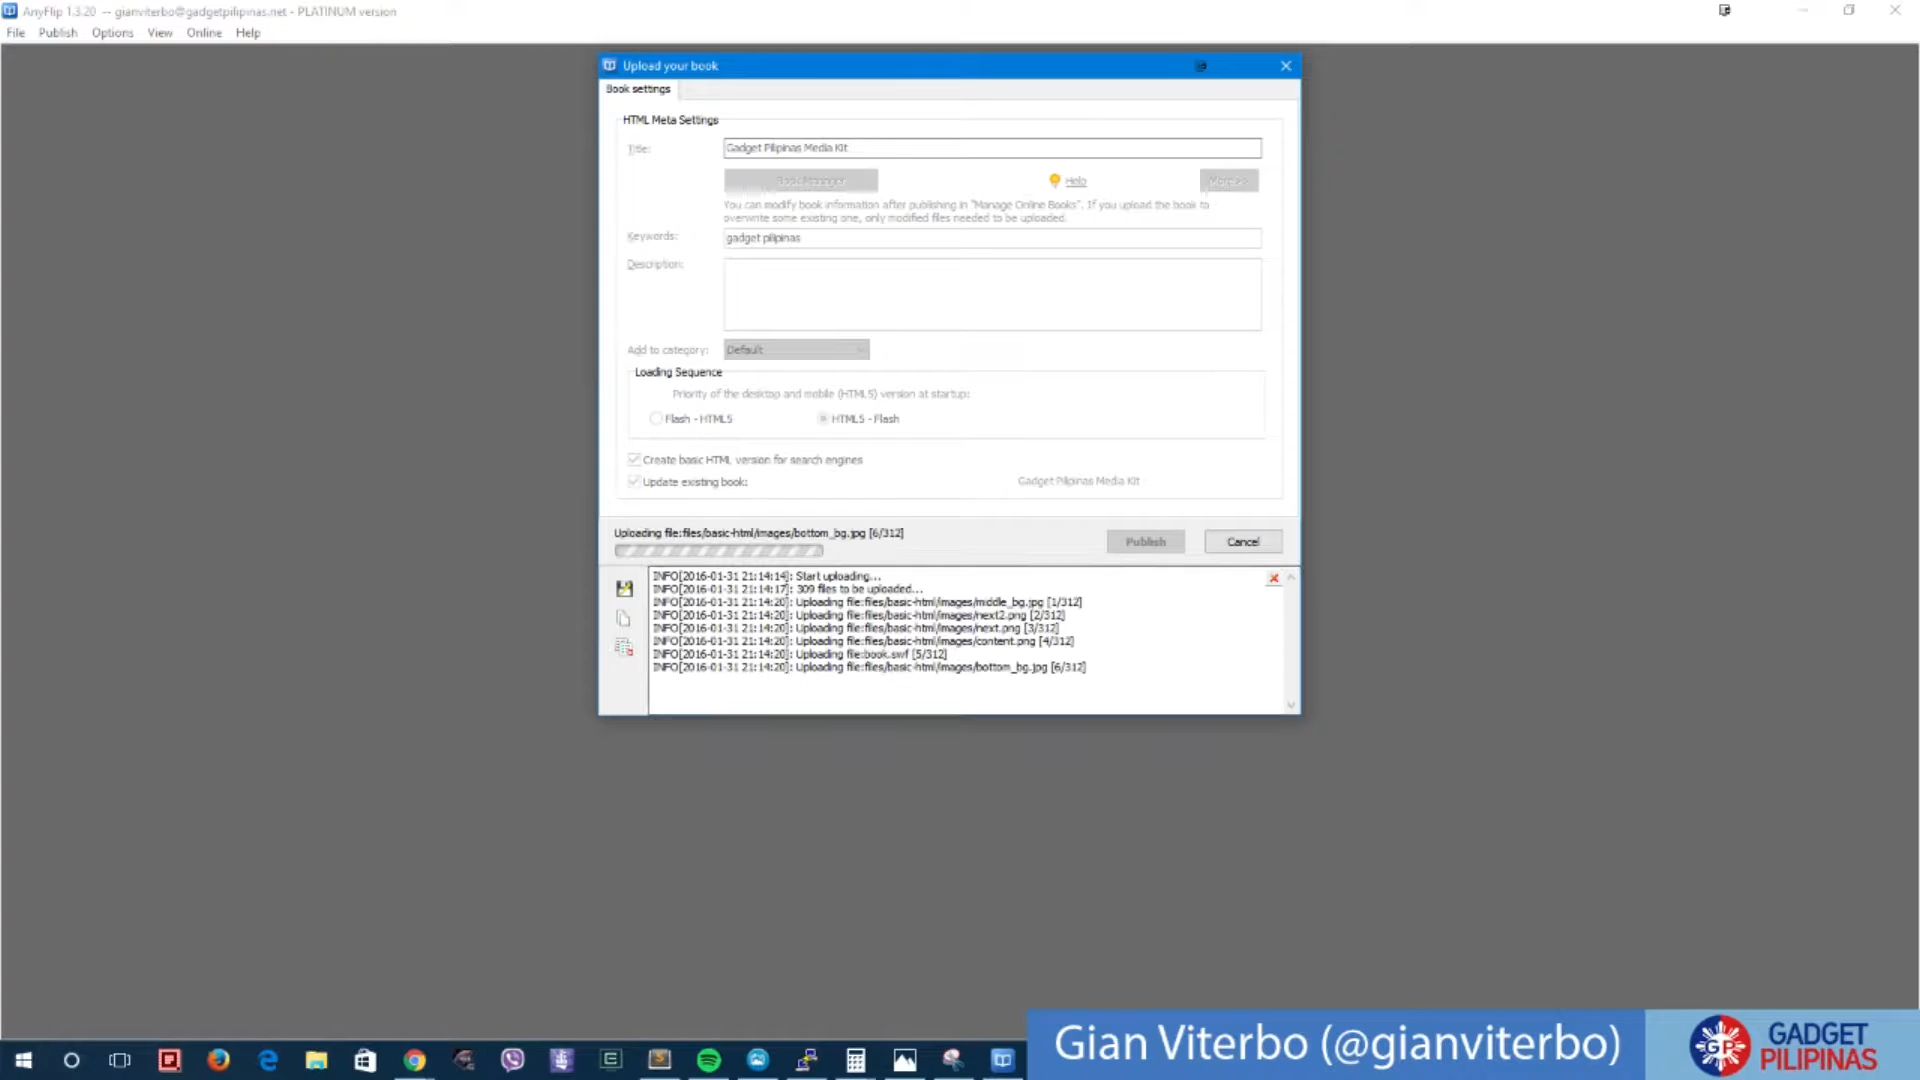 AnyFlip 1.3.20 -- gianviterbo@gadgetpilipinas.net - PLATINUM version
File Publish Options View Online Help
Upload your book
Book settings
HTML Meta Settings
Title: Gadget Pilipinas Media Kit
Book Manager Help More>>
You can modify book information after publishing in "Manage Online Books". If you upload the book to
overwrite some existing one, only modified files needed to be uploaded.
Keywords: gadget pilipinas
Description:
Add to category: Default
Loading Sequence
Priority of the desktop and mobile (HTML5) version at startup:
Flash - HTML5 HTML5 - Flash
Create basic HTML version for search engines
Update existing book: Gadget Pilipinas Media Kit
Uploading file:files/basic-html/images/bottom_bg.jpg [6/312]
Publish Cancel
INFO[2016-01-31 21:14:14]: Start uploading...
INFO[2016-01-31 21:14:17]: 309 files to be uploaded...
INFO[2016-01-31 21:14:20]: Uploading file:files/basic-html/images/middle_bg.jpg [1/312]
INFO[2016-01-31 21:14:20]: Uploading file:files/basic-html/images/next2.png [2/312]
INFO[2016-01-31 21:14:20]: Uploading file:files/basic-html/images/next.png [3/312]
INFO[2016-01-31 21:14:20]: Uploading file:files/basic-html/images/content.png [4/312]
INFO[2016-01-31 21:14:20]: Uploading file:book.swf [5/312]
INFO[2016-01-31 21:14:20]: Uploading file:files/basic-html/images/bottom_bg.jpg [6/312]
Gian Viterbo (@gianviterbo)
GP
GADGET
PILIPINAS